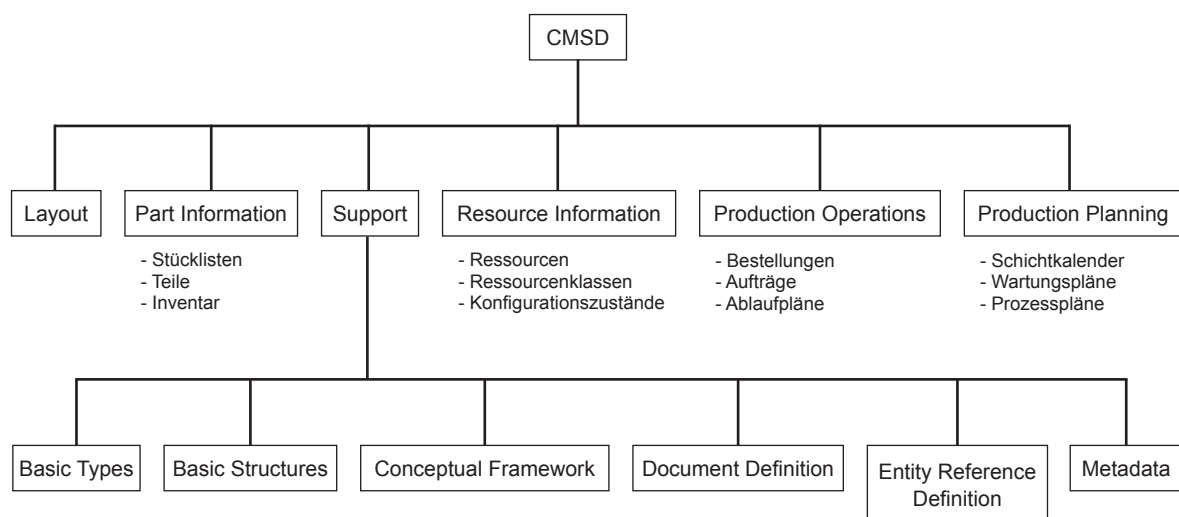 CMSD
Layout
Part Information
Support
Resource Information
Production Operations
Production Planning
- Stücklisten
- Teile
- Inventar
- Ressourcen
- Ressourcenklassen
- Konfigurationszustände
- Bestellungen
- Aufträge
- Ablaufpläne
- Schichtkalender
- Wartungspläne
- Prozesspläne
Basic Types
Basic Structures
Conceptual Framework
Document Definition
Entity Reference
Definition
Metadata